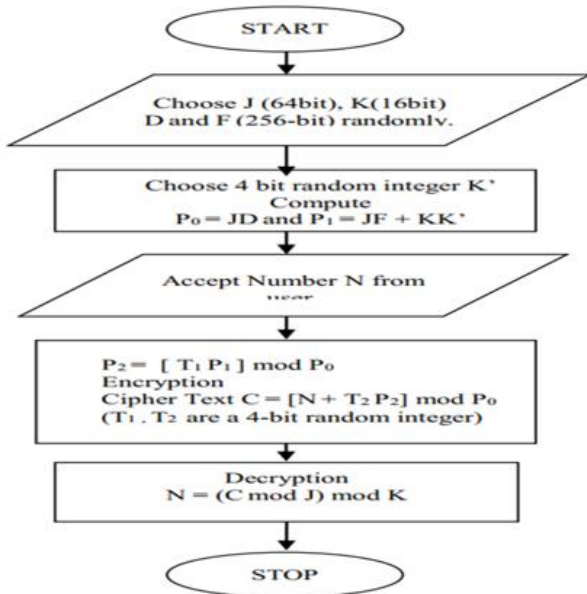 START
Choose J (64bit), K(16bit)
D and F (256-bit) randomly.
Choose 4 bit random integer K’
Compute
P₀ = JD and P₁ = JF + KK’
Accept Number N from
user
P₂ = [ T₁ P₁ ] mod P₀
Encryption
Cipher Text C = [N + T₂ P₂] mod P₀
(T₁ , T₂ are a 4-bit random integer)
Decryption
N = (C mod J) mod K
STOP